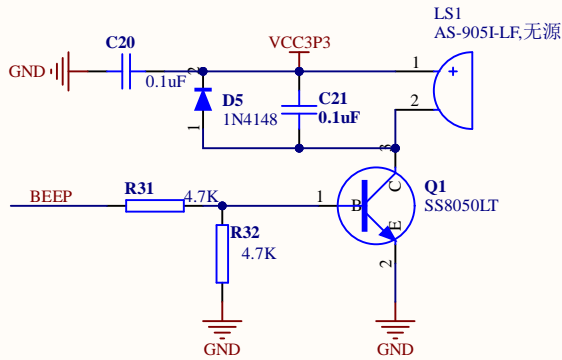 LS1
AS-905I-LF,无源
C20
VCC3P3
GND
0.1uF
2
1
D5
1N4148
C21
0.1uF
2
1
3
BEEP
R31
4.7K
1
B
C
E
Q1
SS8050LT
R32
4.7K
2
GND
GND